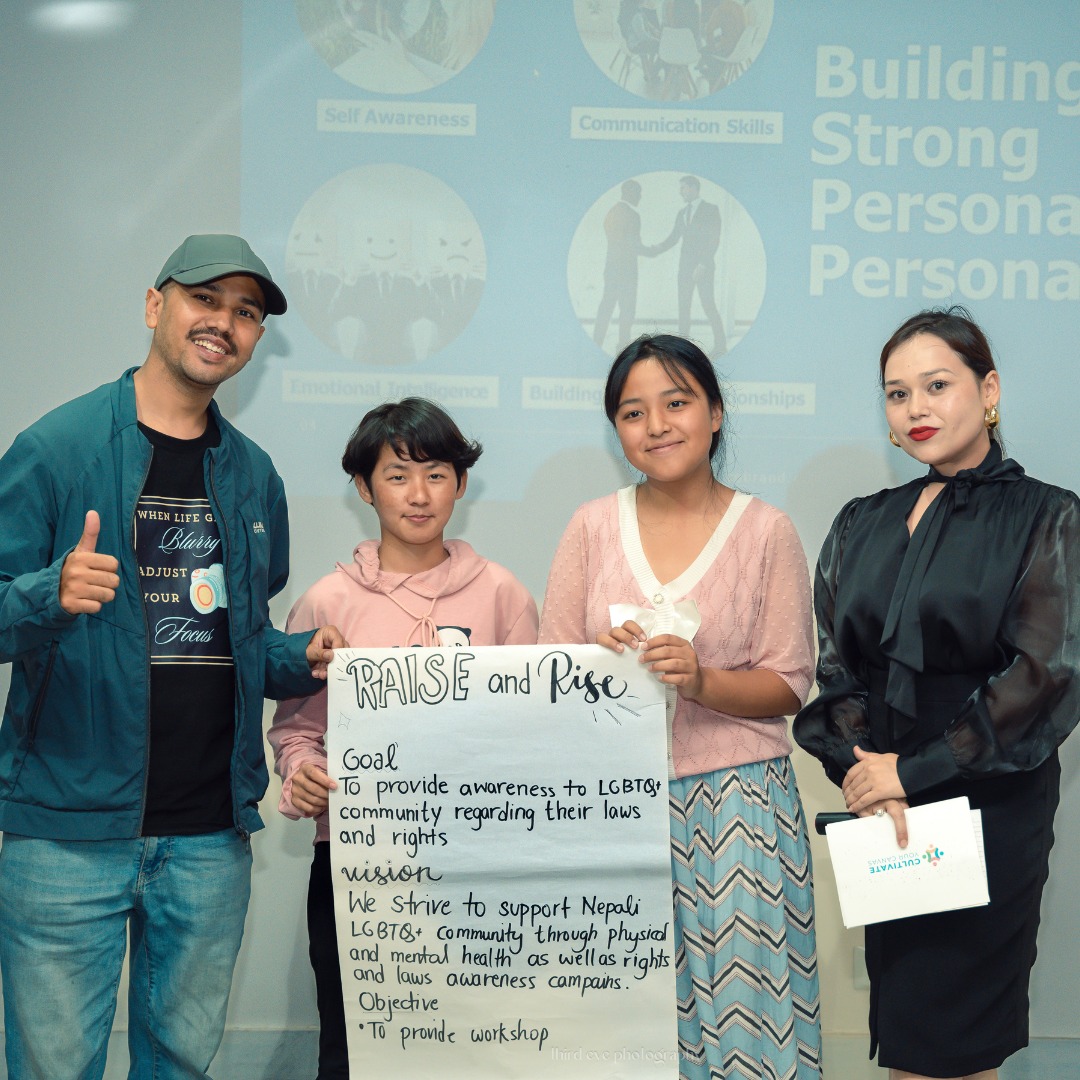 Self Awareness
Communication Skills
Building
Strong
Persona
Persona
Emotional Intelligence
Building
onships
WHEN LIFE G
Blurry
ADJUST
YOUR
Focus
RAISE and Rise
Goal
To provide awareness to LGBTQ+
community regarding their laws
and rights
vision
We strive to support Nepali
LGBTQ+ community through physical
and mental health as well as rights
and laws awareness campains.
Objective
• To provide workshop
CULTIVATE
YOUR CANVAS
third eye photography